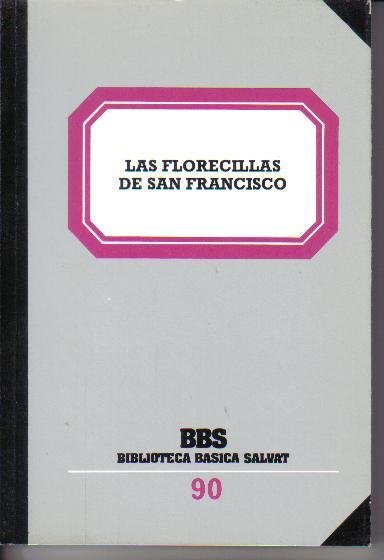 LAS FLORECILLAS
DE SAN FRANCISCO
BBS
BIBLIOTECA BASICA SALVAT
90